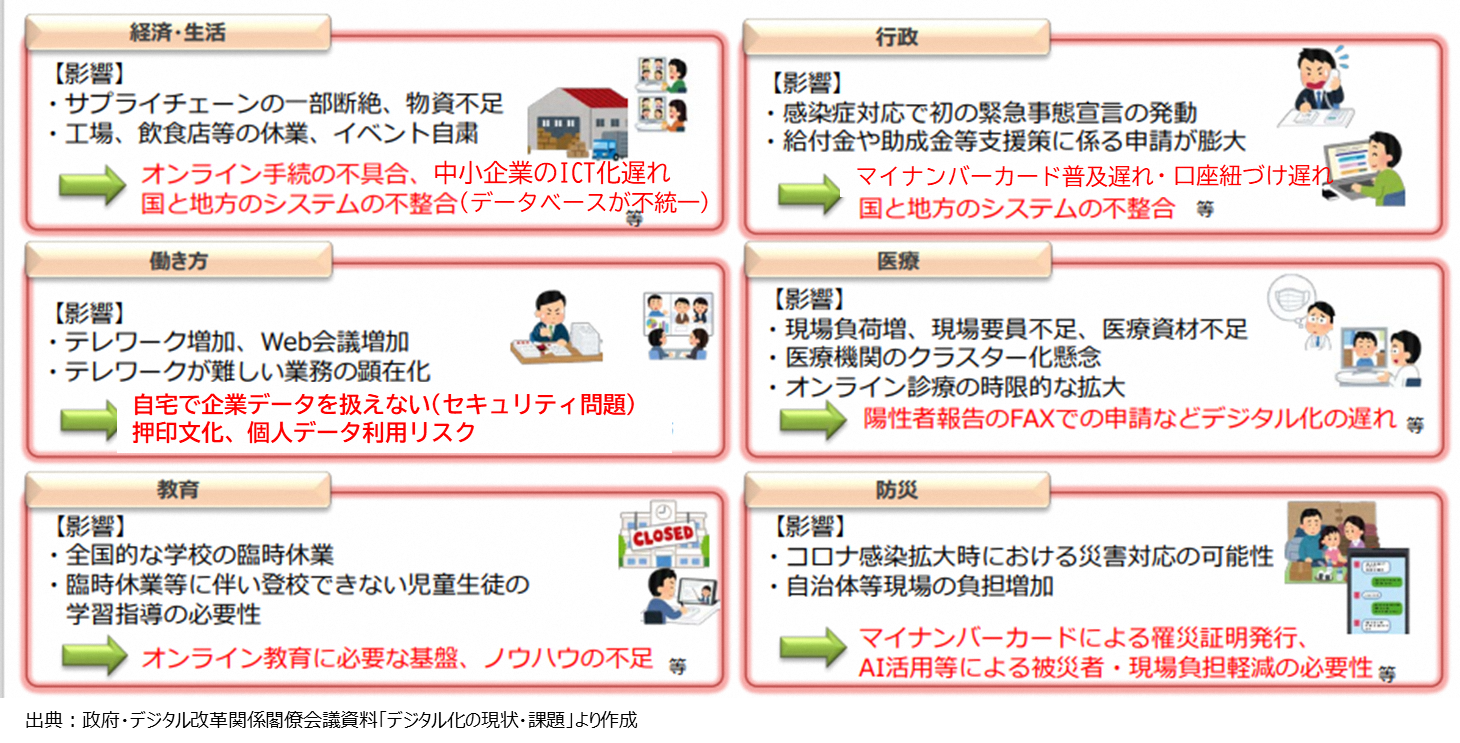 経済・生活
【影響】
・サプライチェーンの一部断絶、物資不足
・工場、飲食店等の休業、イベント自粛
オンライン手続の不具合、中小企業のICT化遅れ
国と地方のシステムの不整合(データベースが不統一)
等
行政
【影響】
・感染症対応で初の緊急事態宣言の発動
・給付金や助成金等支援策に係る申請が膨大
マイナンバーカード普及遅れ・口座紐づけ遅れ
国と地方のシステムの不整合 等
働き方
【影響】
・テレワーク増加、Web会議増加
・テレワークが難しい業務の顕在化
自宅で企業データを扱えない(セキュリティ問題)
押印文化、個人データ利用リスク
医療
【影響】
・現場負荷増、現場要員不足、医療資材不足
・医療機関のクラスター化懸念
・オンライン診療の時限的な拡大
陽性者報告のFAXでの申請などデジタル化の遅れ 等
教育
【影響】
・全国的な学校の臨時休業
・臨時休業等に伴い登校できない児童生徒の
学習指導の必要性
CLOSED
オンライン教育に必要な基盤、ノウハウの不足 等
防災
【影響】
・コロナ感染拡大時における災害対応の可能性
・自治体等現場の負担増加
マイナンバーカードによる罹災証明発行、
AI活用等による被災者・現場負担軽減の必要性 等
出典：政府・デジタル改革関係閣僚会議資料「デジタル化の現状・課題」より作成